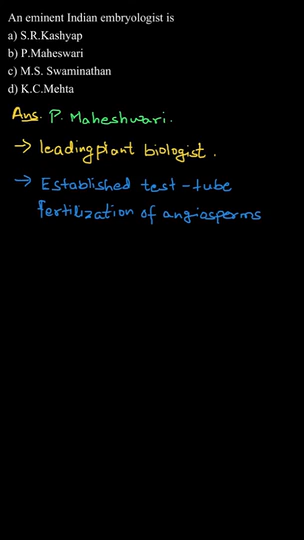 An eminent Indian embryologist is
a) S.R.Kashyap
b) P.Maheswari
c) M.S. Swaminathan
d) K.C.Mehta
Ans. P. Maheshwari.
→ leading plant biologist.
→ Established test-tube
fertilization of angiosperms